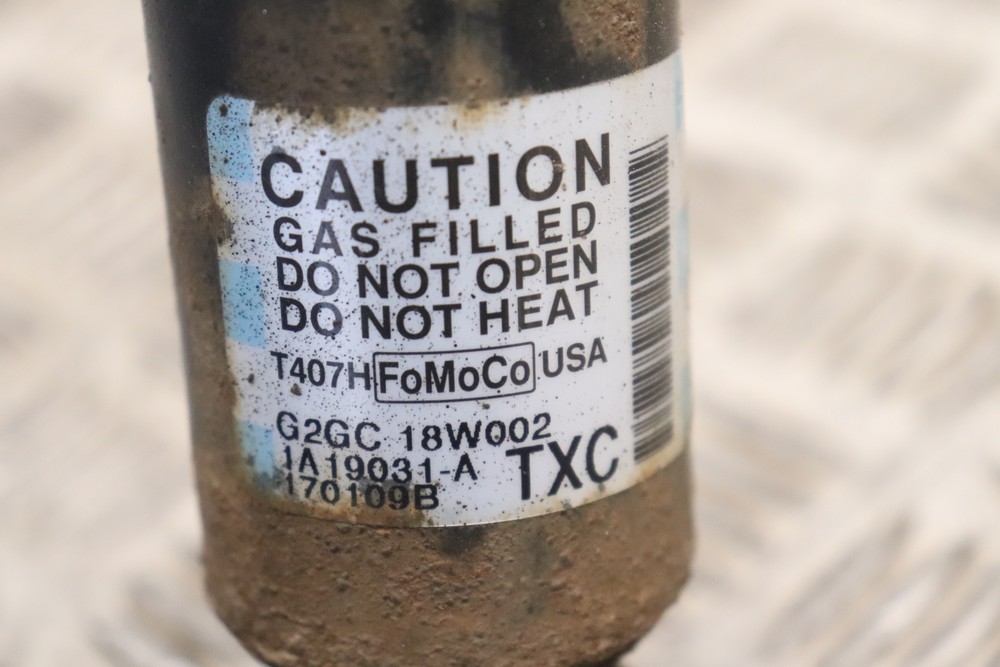 CAUTION
GAS FILLED
DO NOT OPEN
DO NOT HEAT
T407H FoMoCo USA
G2GC 18W002
1A19031-A TXC
170109B